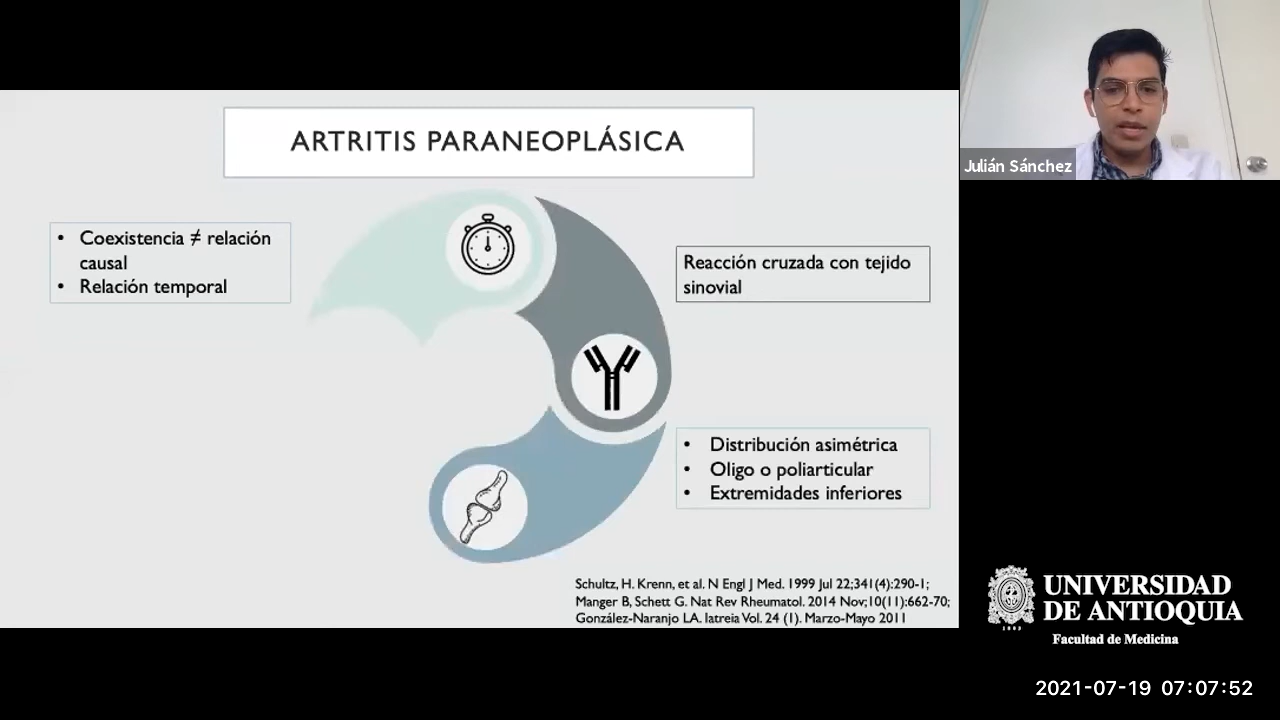 ARTRITIS PARANEOPLÁSICA
• Coexistencia ≠ relación
causal
• Relación temporal
Reacción cruzada con tejido
sinovial
• Distribución asimétrica
• Oligo o poliarticular
• Extremidades inferiores
Schultz, H. Krenn, et al. N Engl J Med. 1999 Jul 22;341(4):290-1;
Manger B, Schett G. Nat Rev Rheumatol. 2014 Nov;10(11):662-70;
González-Naranjo LA. Iatreia Vol. 24 (1). Marzo-Mayo 2011
Julián Sánchez
UNIVERSIDAD
DE ANTIOQUIA
1803
Facultad de Medicina
2021-07-19 07:07:52